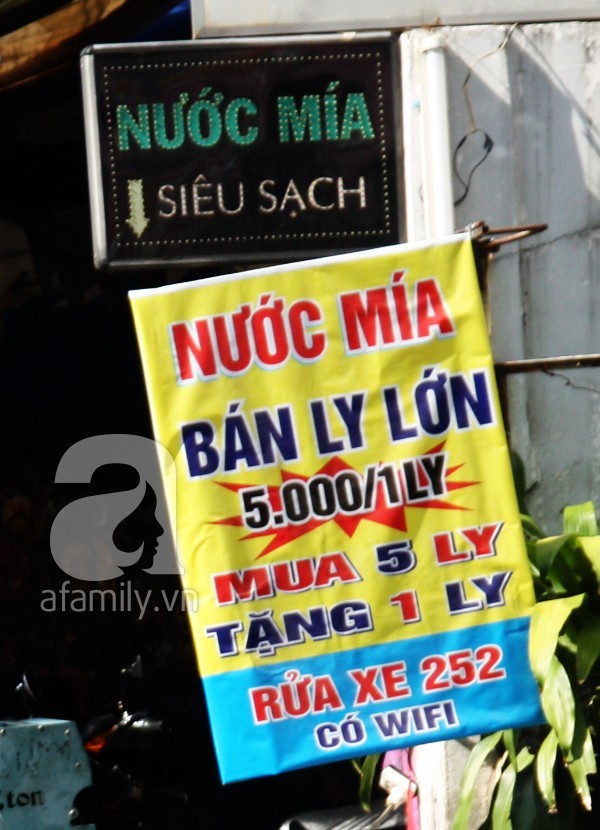 NƯỚC MÍA
SIÊU SẠCH
NƯỚC MÍA
BÁN LY LỚN
5.000/1LY
MUA 5 LY
TẶNG 1 LY
RỬA XE 252
CÓ WIFI
a
afamily.vn